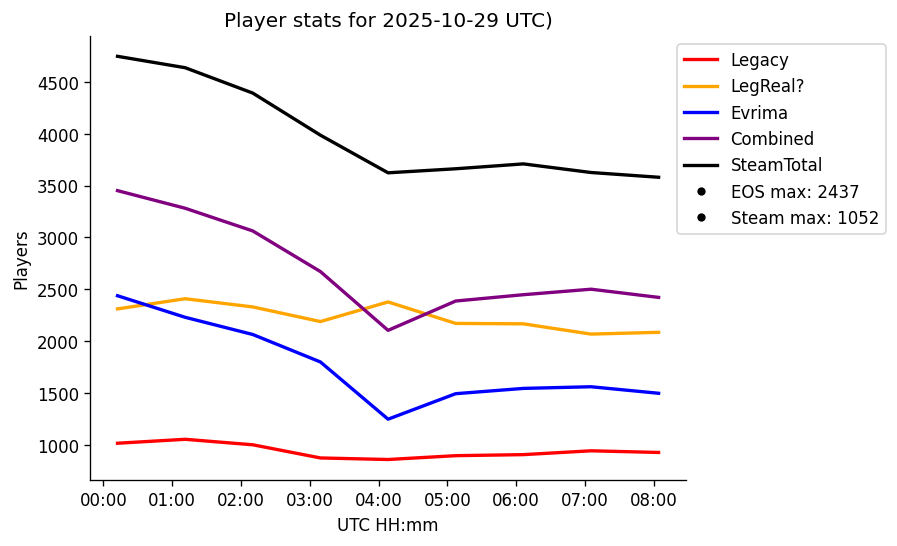 Player stats for 2025-10-29 UTC)
Legacy
LegReal?
Evrima
Combined
SteamTotal
EOS max: 2437
Steam max: 1052
Players
4500
4000
3500
3000
2500
2000
1500
1000
00:00 01:00 02:00 03:00 04:00 05:00 06:00 07:00 08:00
UTC HH:mm